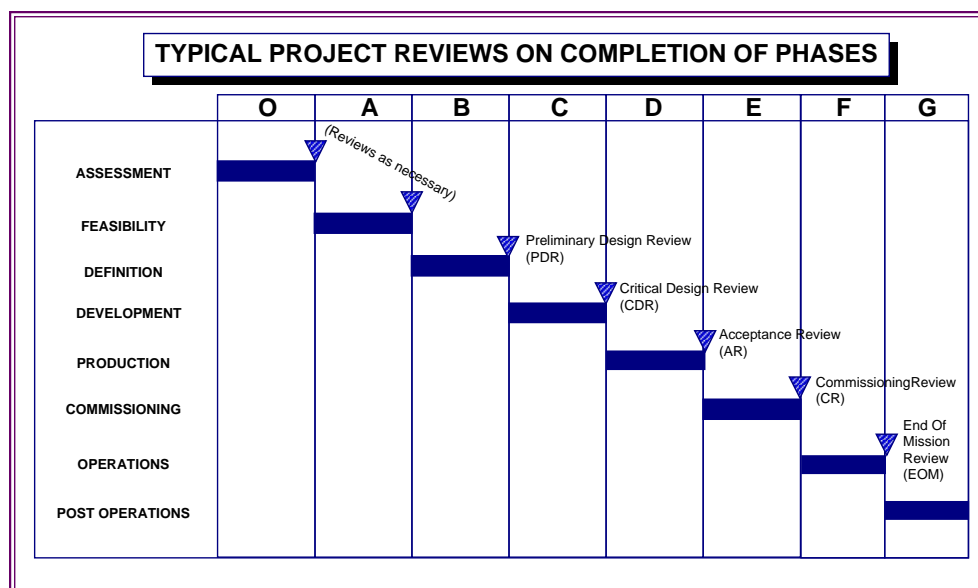 TYPICAL PROJECT REVIEWS ON COMPLETION OF PHASES
O A B C D E F G
(Reviews as necessary)
ASSESSMENT
FEASIBILITY
Preliminary Design Review
(PDR)
DEFINITION
Critical Design Review
(CDR)
DEVELOPMENT
Acceptance Review
(AR)
PRODUCTION
CommissioningReview
(CR)
COMMISSIONING
End Of
Mission
Review
(EOM)
OPERATIONS
POST OPERATIONS